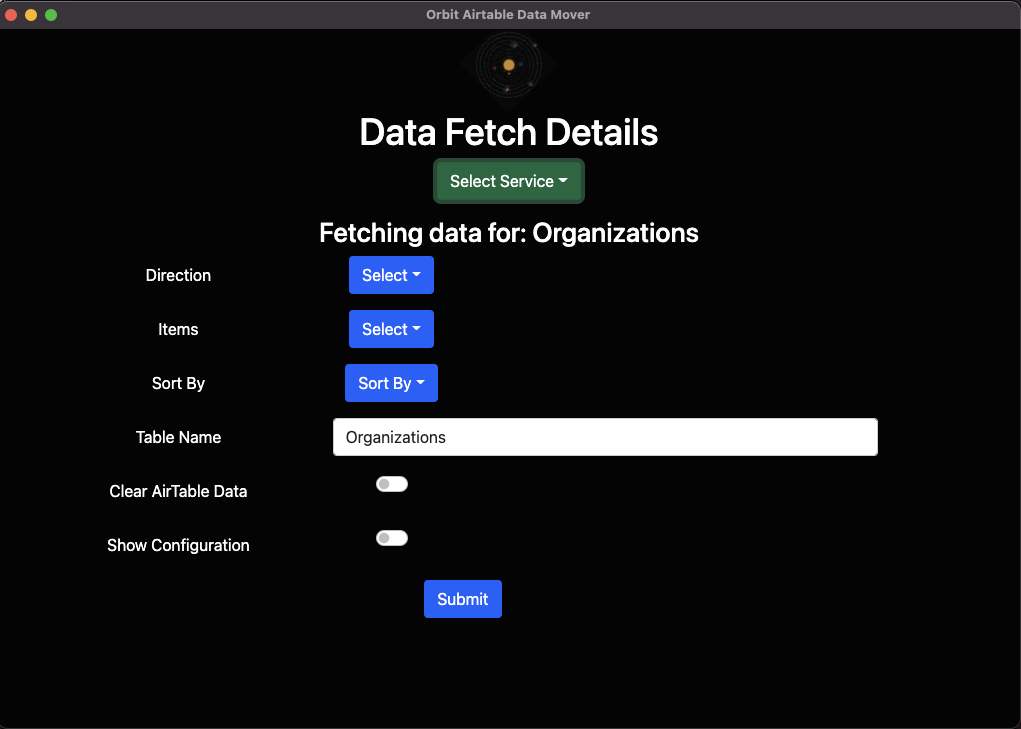 Orbit Airtable Data Mover
Data Fetch Details
Select Service
Fetching data for: Organizations
Direction Select
Items Select
Sort By Sort By
Table Name Organizations
Clear AirTable Data
Show Configuration
Submit